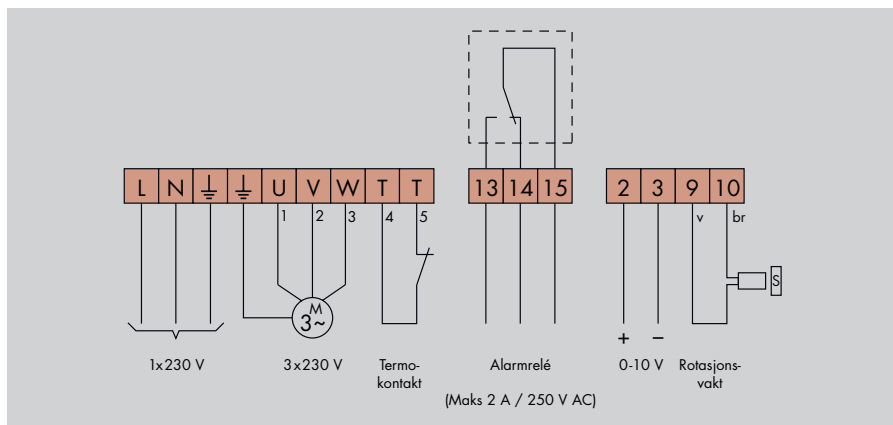 L N U V W T T
13 14 15
2 3 9 10
1 2 3 4 5
v br
M
3~
S
+ −
1x230 V
3x230 V
Termo-
kontakt
Alarmrelé
(Maks 2 A / 250 V AC)
0-10 V
Rotasjons-
vakt